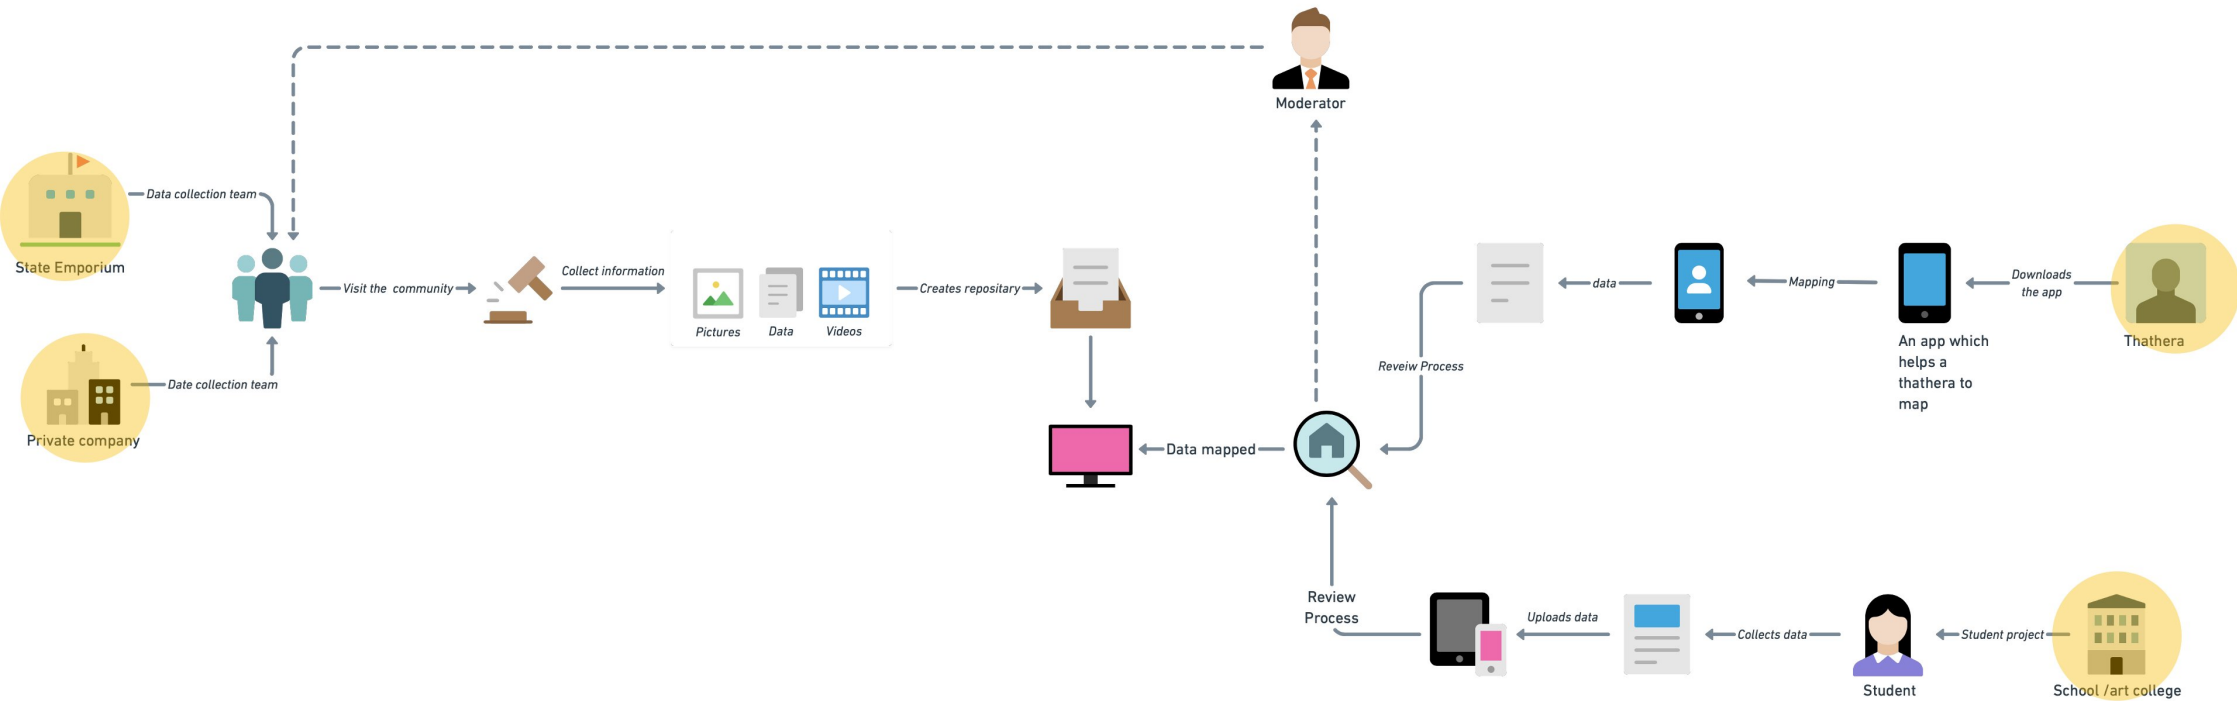 Moderator
Data collection team
State Emporium
Visit the  community
Collect information
Pictures
Data
Videos
Creates repositary
Date collection team
Private company
Data mapped
Reveiw Process
data
Mapping
Downloads
the app
Thathera
An app which
helps a
thathera to
map
Review
Process
Uploads data
Collects data
Student project
Student
School /art college